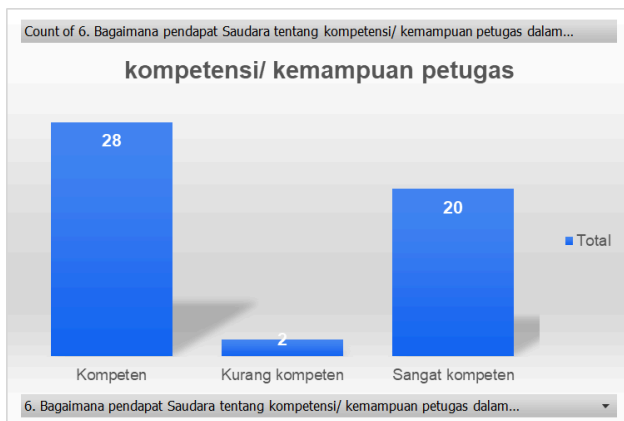 Count of 6. Bagaimana pendapat Saudara tentang kompetensi/ kemampuan petugas dalam...
kompetensi/ kemampuan petugas
28
2
20
Total
Kompeten
Kurang kompeten
Sangat kompeten
6. Bagaimana pendapat Saudara tentang kompetensi/ kemampuan petugas dalam...